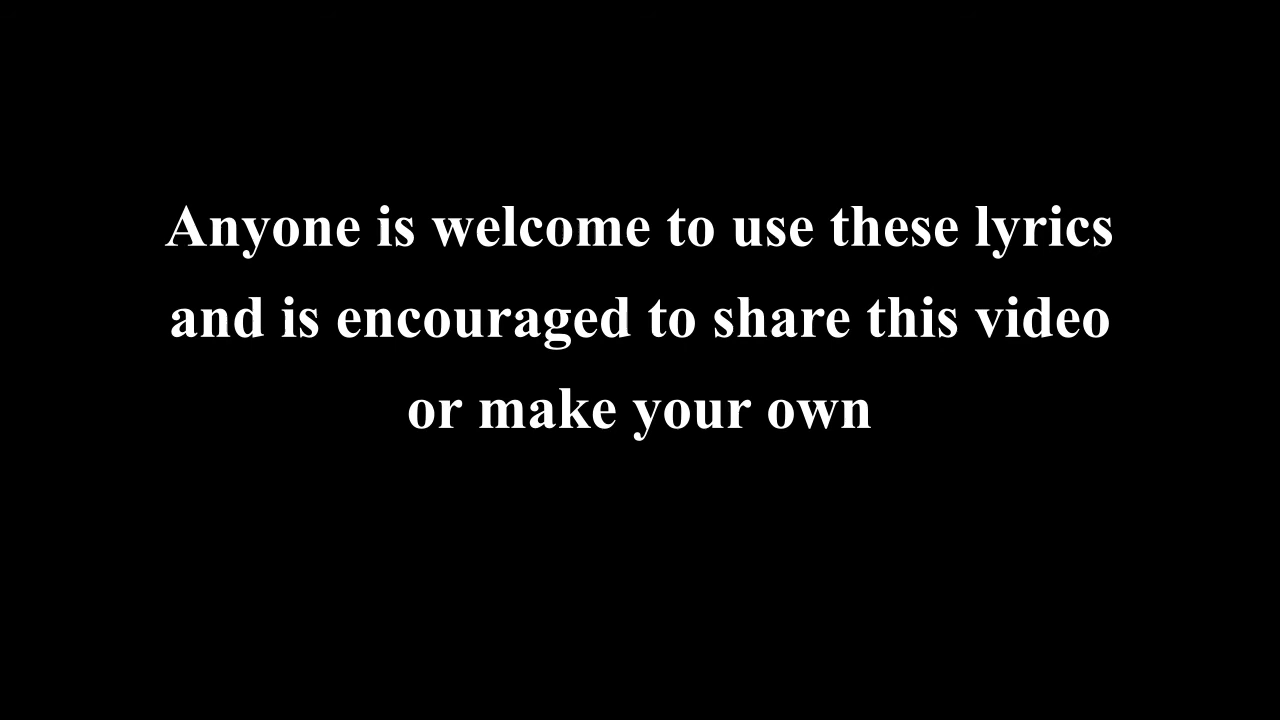 Anyone is welcome to use these lyrics
and is encouraged to share this video
or make your own